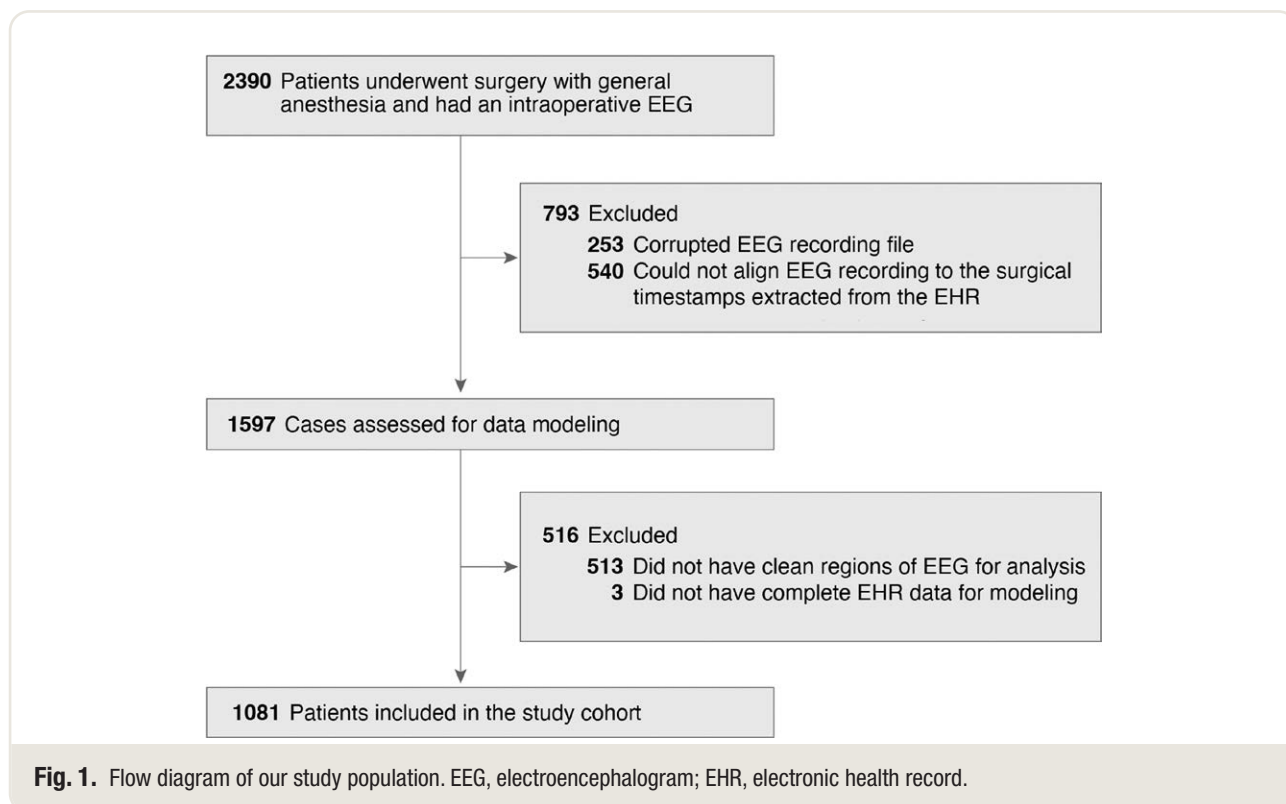 2390 Patients underwent surgery with general
anesthesia and had an intraoperative EEG
793 Excluded
253 Corrupted EEG recording file
540 Could not align EEG recording to the surgical
timestamps extracted from the EHR
1597 Cases assessed for data modeling
516 Excluded
513 Did not have clean regions of EEG for analysis
3 Did not have complete EHR data for modeling
1081 Patients included in the study cohort
Fig. 1. Flow diagram of our study population. EEG, electroencephalogram; EHR, electronic health record.